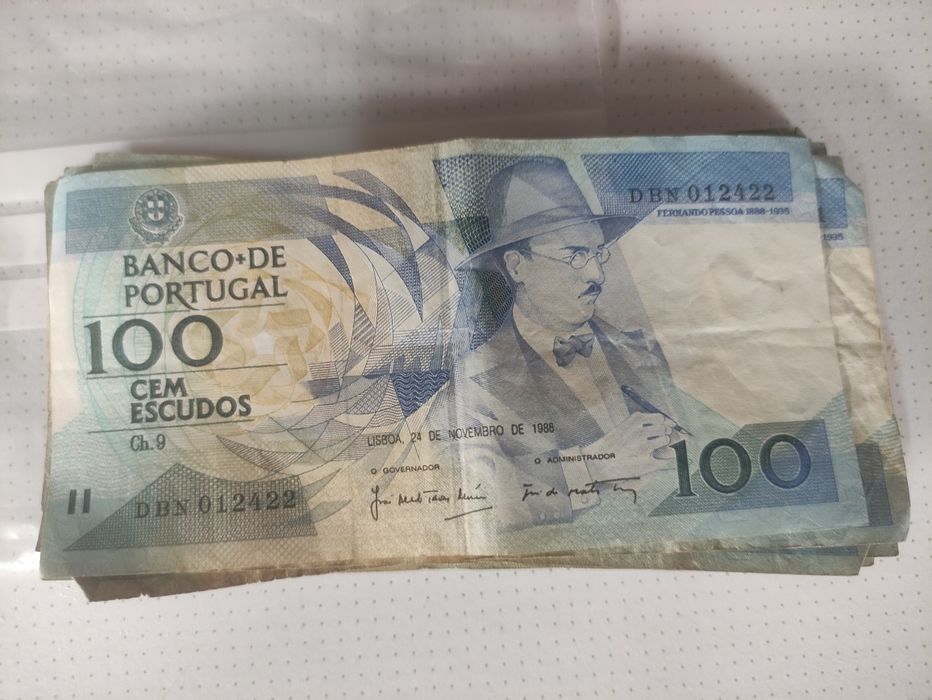 DBN 012422
FERNANDO PESSOA 1888-1935
1935
BANCO DE
PORTUGAL
100
CEM
ESCUDOS
Ch. 9
LISBOA, 24 DE NOVEMBRO DE 1988
O GOVERNADOR
O ADMINISTRADOR
100
DBN 012422